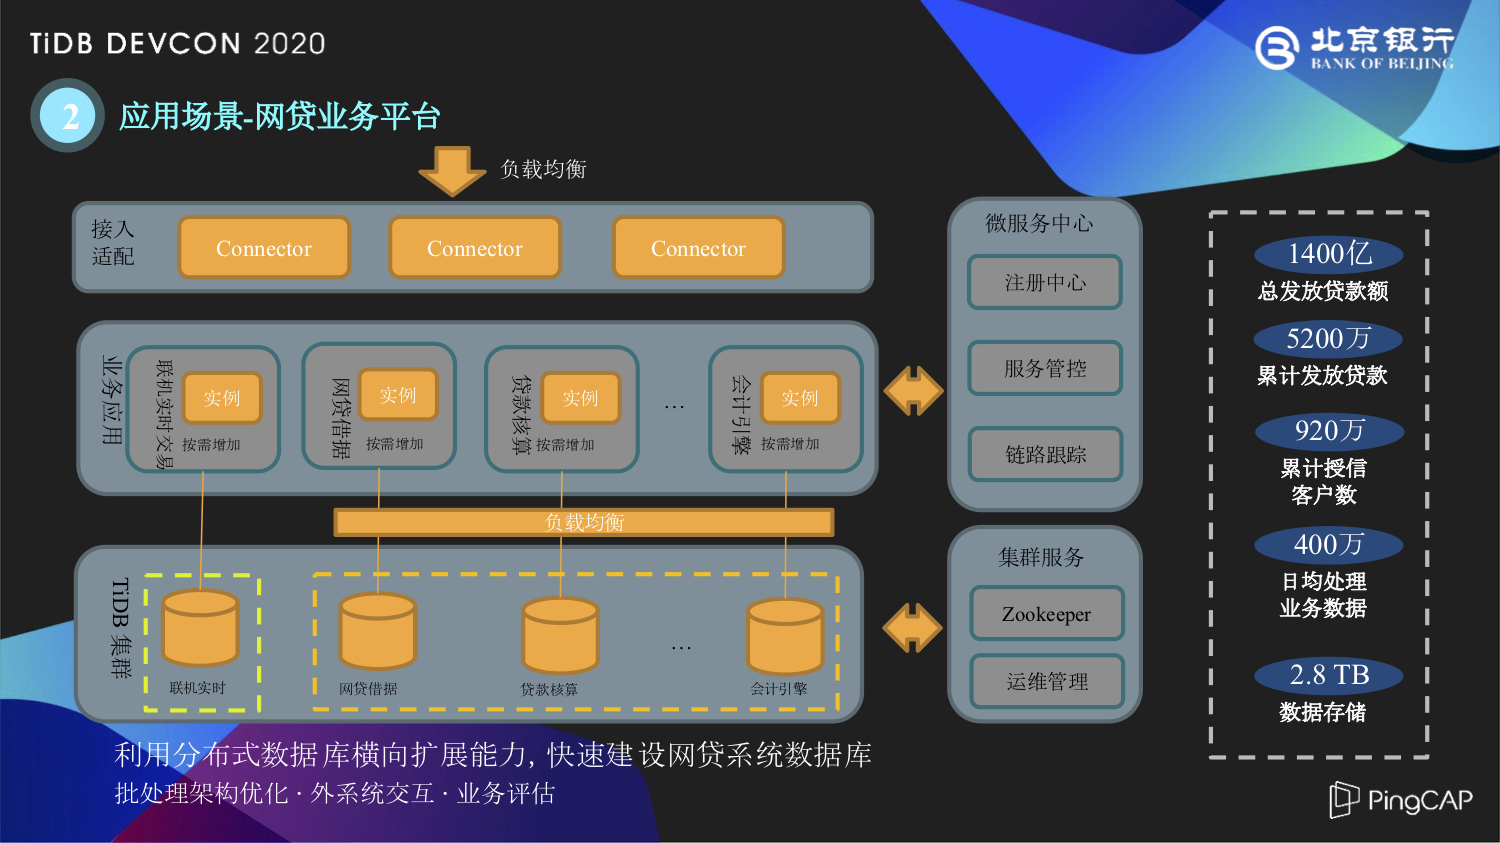 TiDB DEVCON 2020
北京银行
BANK OF BEIJING
2
应用场景-网贷业务平台
负载均衡
接入
适配
Connector
Connector
Connector
业务应用
联机实时交易
实例
按需增加
网贷借据
实例
按需增加
贷款核算
实例
按需增加
...
会计引擎
实例
按需增加
负载均衡
TiDB 集群
联机实时
网贷借据
贷款核算
...
会计引擎
微服务中心
注册中心
服务管控
链路跟踪
集群服务
Zookeeper
运维管理
1400亿
总发放贷款额
5200万
累计发放贷款
920万
累计授信
客户数
400万
日均处理
业务数据
2.8 TB
数据存储
利用分布式数据库横向扩展能力, 快速建设网贷系统数据库
批处理架构优化 · 外系统交互 · 业务评估
PingCAP